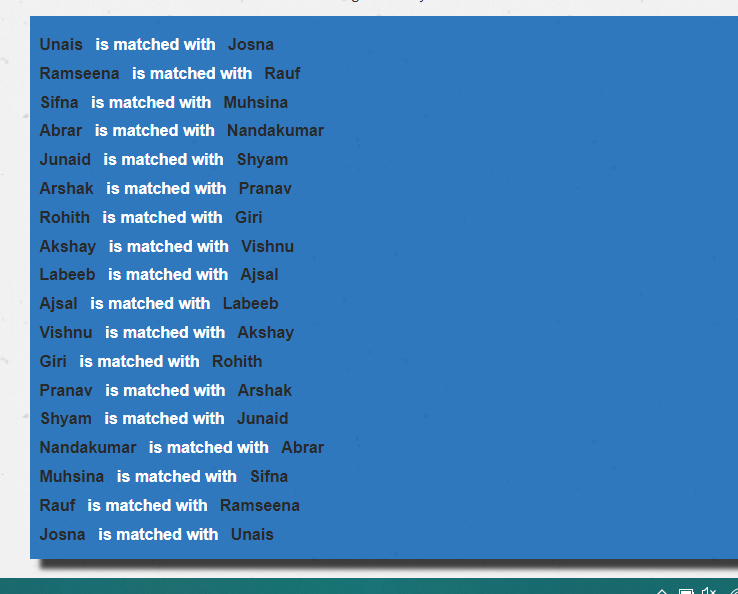 Unais is matched with Josna
Ramseena is matched with Rauf
Sifna is matched with Muhsina
Abrar is matched with Nandakumar
Junaid is matched with Shyam
Arshak is matched with Pranav
Rohith is matched with Giri
Akshay is matched with Vishnu
Labeeb is matched with Ajsal
Ajsal is matched with Labeeb
Vishnu is matched with Akshay
Giri is matched with Rohith
Pranav is matched with Arshak
Shyam is matched with Junaid
Nandakumar is matched with Abrar
Muhsina is matched with Sifna
Rauf is matched with Ramseena
Josna is matched with Unais